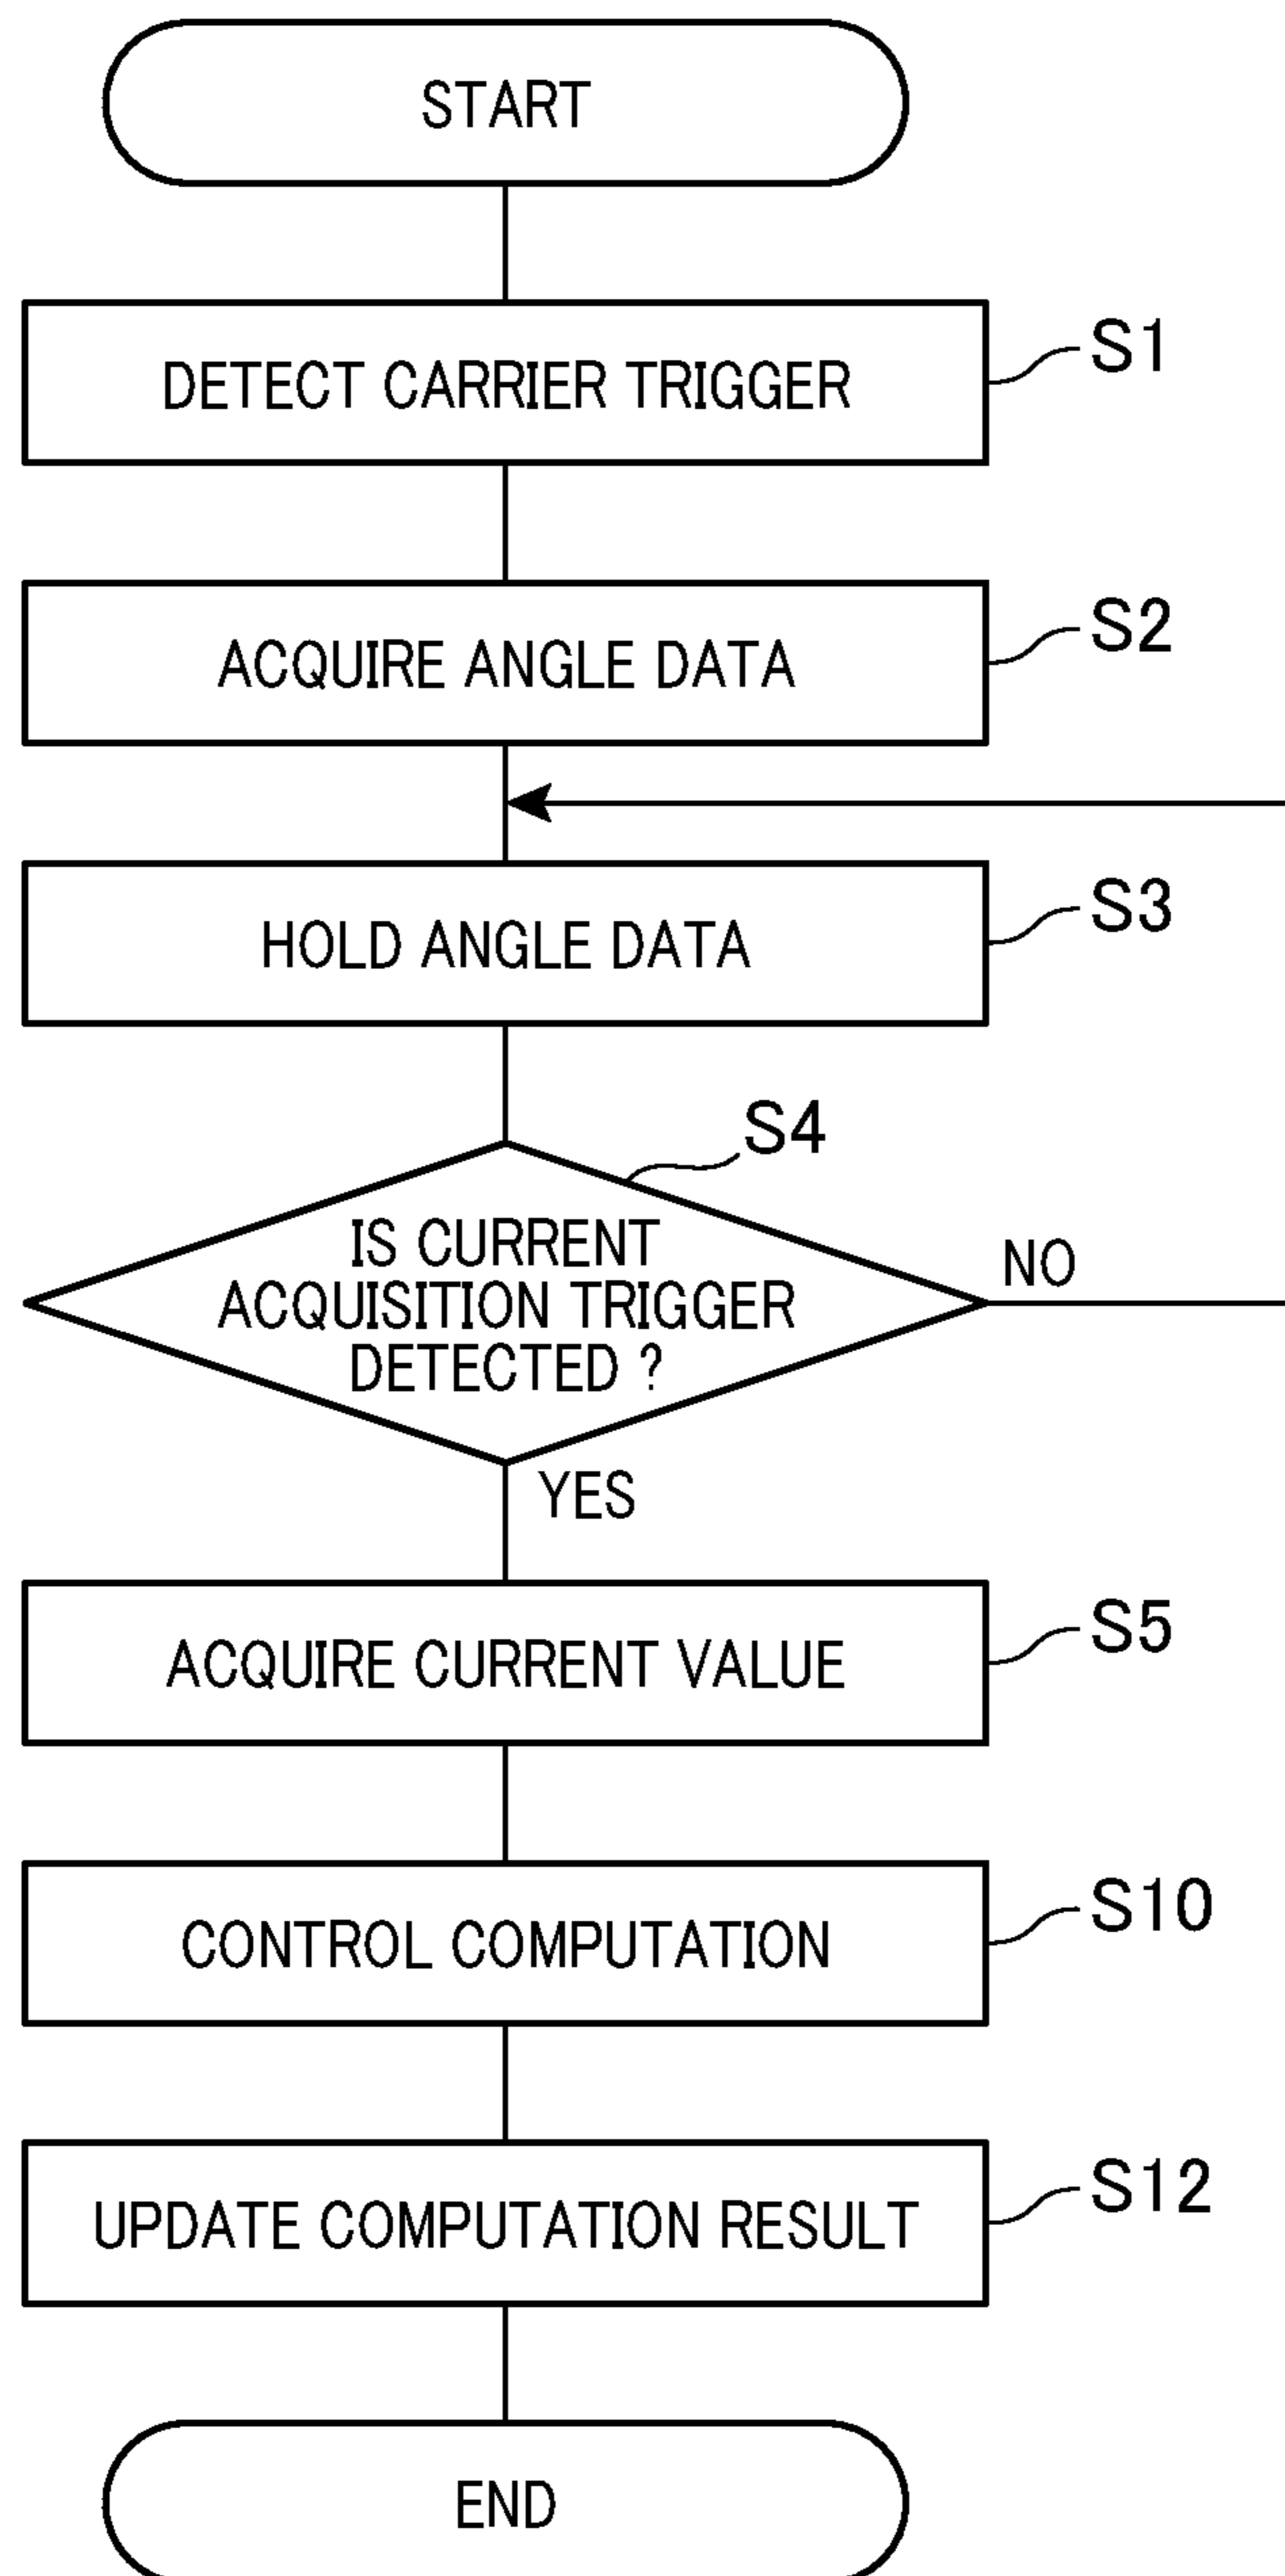 START
DETECT CARRIER TRIGGER
S1
ACQUIRE ANGLE DATA
S2
HOLD ANGLE DATA
S3
S4
IS CURRENT
ACQUISITION TRIGGER
DETECTED ?
NO
YES
ACQUIRE CURRENT VALUE
S5
CONTROL COMPUTATION
S10
UPDATE COMPUTATION RESULT
S12
END